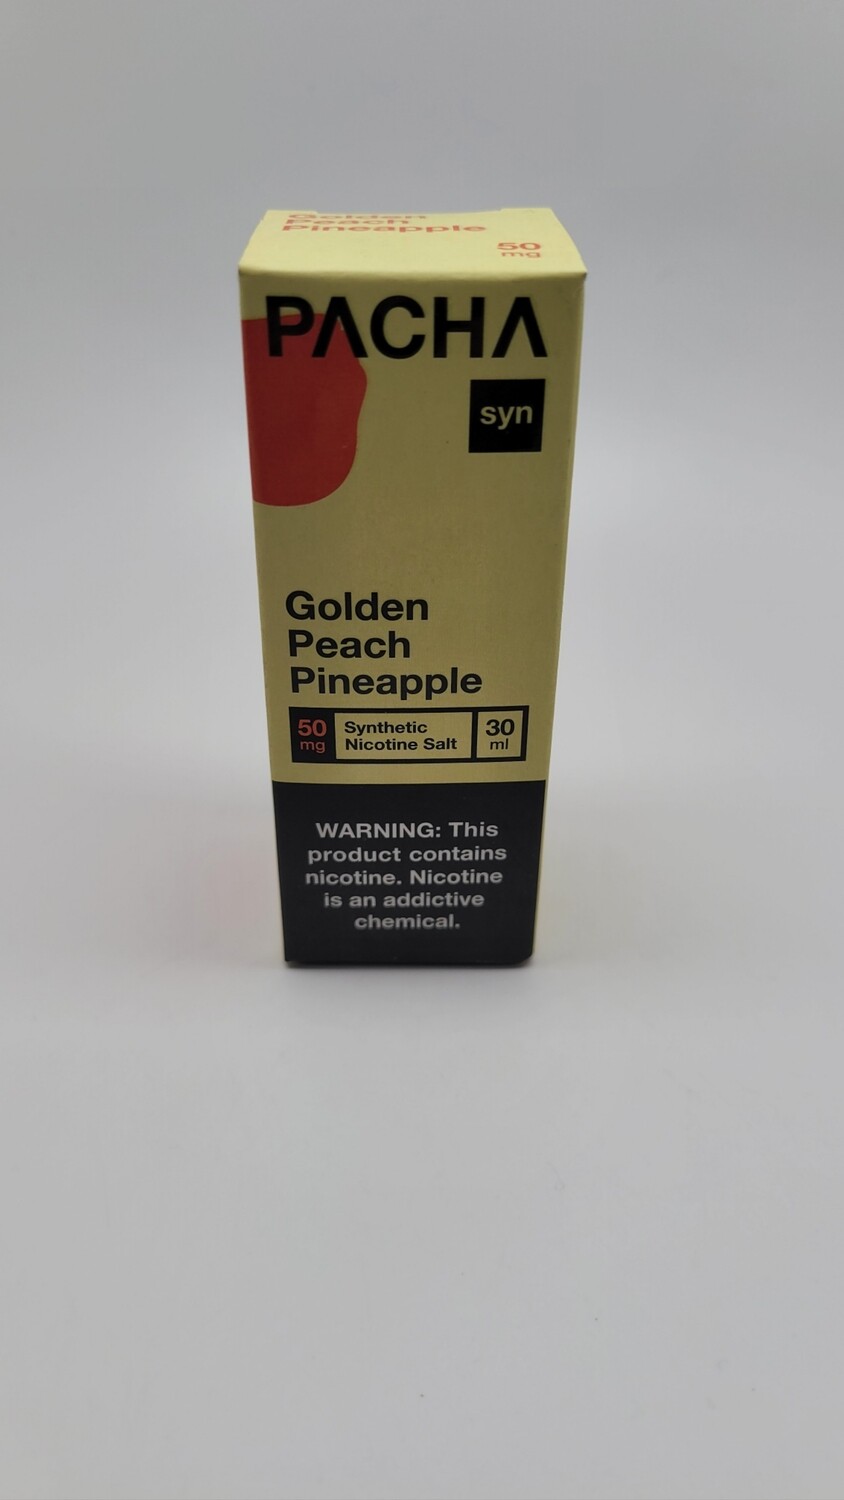 Golden
Peach
Pineapple
50
mg
PACHA
syn
Golden
Peach
Pineapple
50
mg
Synthetic
Nicotine Salt
30
ml
WARNING: This
product contains
nicotine. Nicotine
is an addictive
chemical.